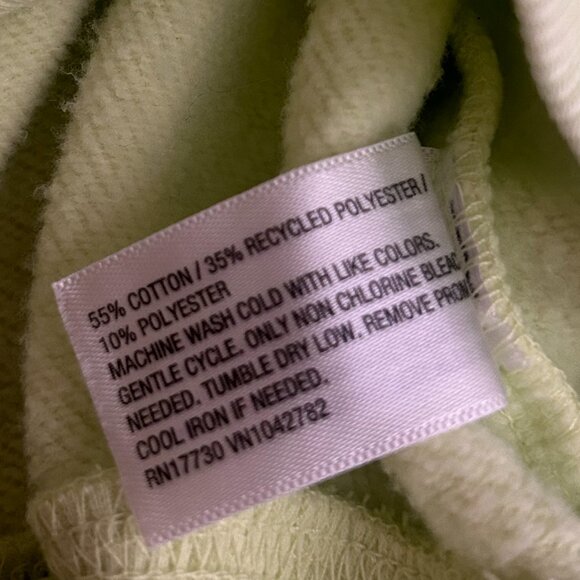 55% COTTON / 35% RECYCLED POLYESTER /
10% POLYESTER
MACHINE WASH COLD WITH LIKE COLORS.
GENTLE CYCLE. ONLY NON CHLORINE
NEEDED. TUMBLE DRY LOW. REMOVE
COOL IRON IF NEEDED.
RN17730 VN1042782